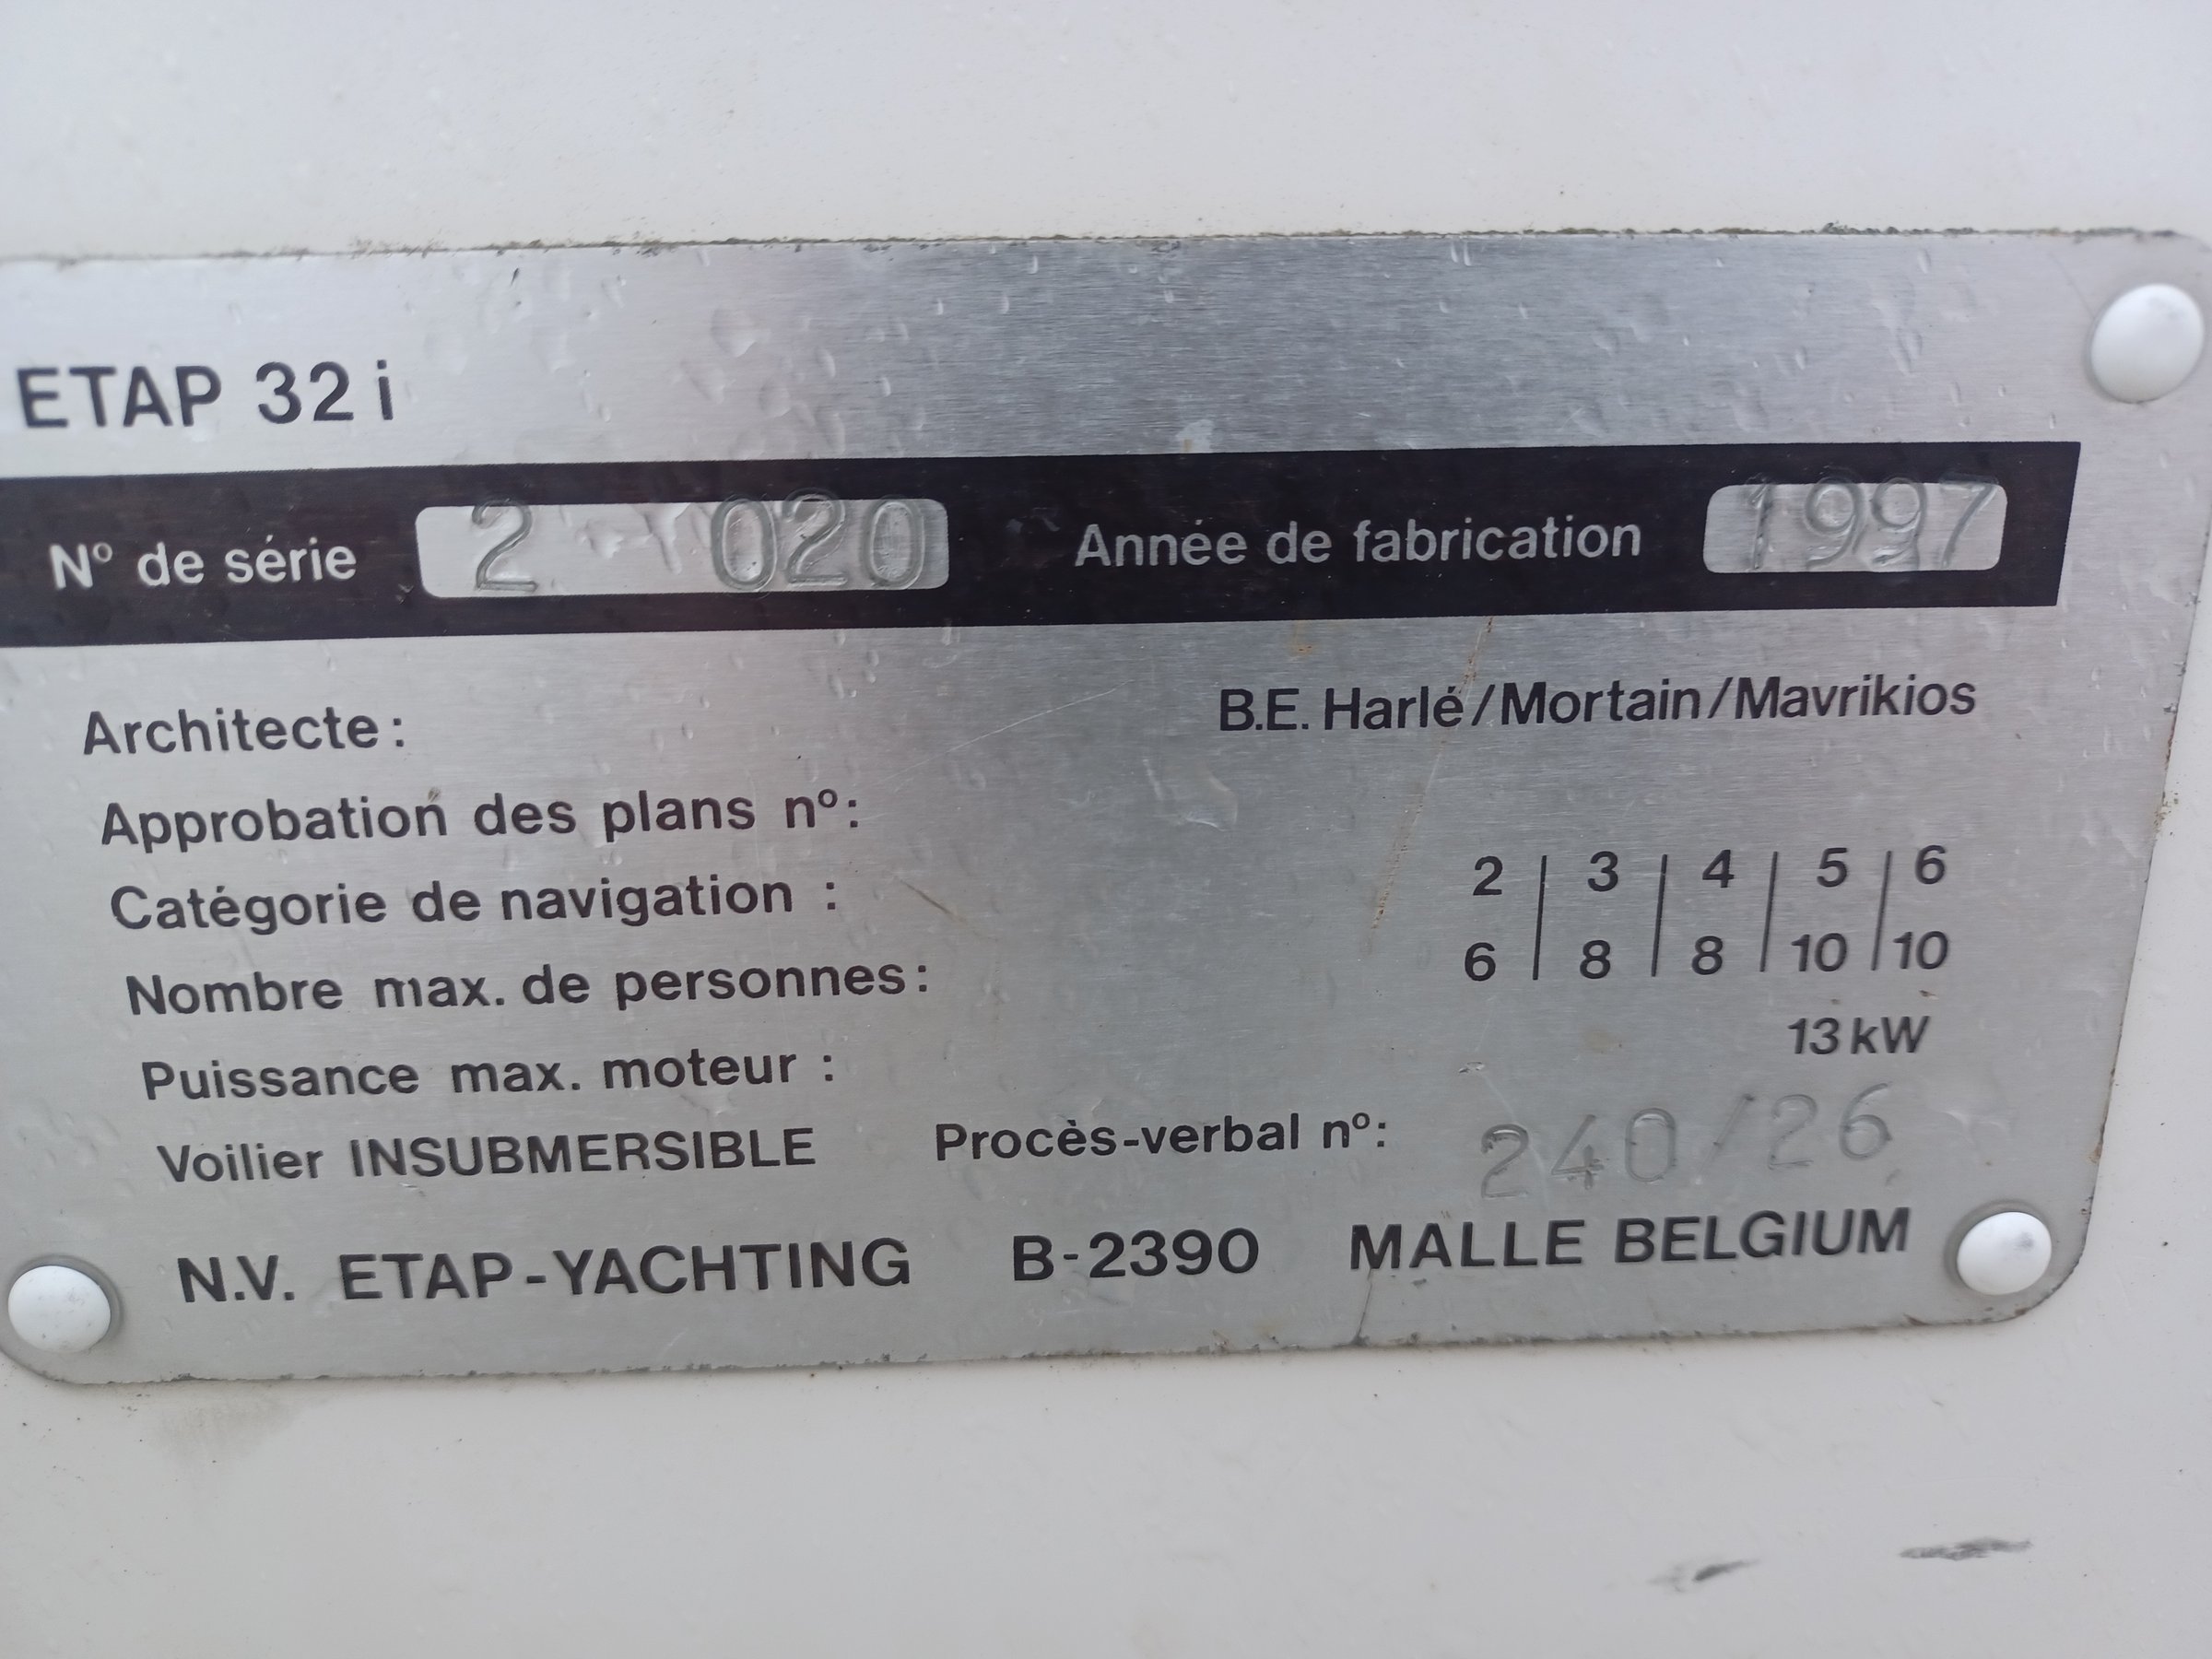 ETAP 32 i
N° de série 2 020 Année de fabrication 1997
Architecte: B.E. Harlé/Mortain/Mavrikios
Approbation des plans n°:
Catégorie de navigation : 2 | 3 | 4 | 5 | 6
Nombre max. de personnes: 6 | 8 | 8 | 10 | 10
Puissance max. moteur : 13 kW
Voilier INSUBMERSIBLE Procès-verbal n°: 240/26
N.V. ETAP-YACHTING B-2390 MALLE BELGIUM